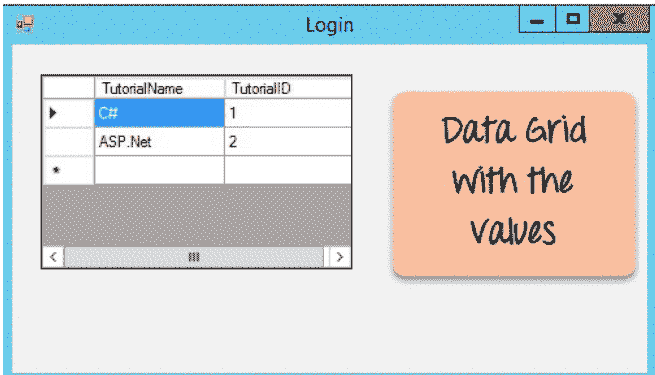 Login
TutorialName TutorialID
C# 1
ASP.Net 2
*
Data Grid
with the
values